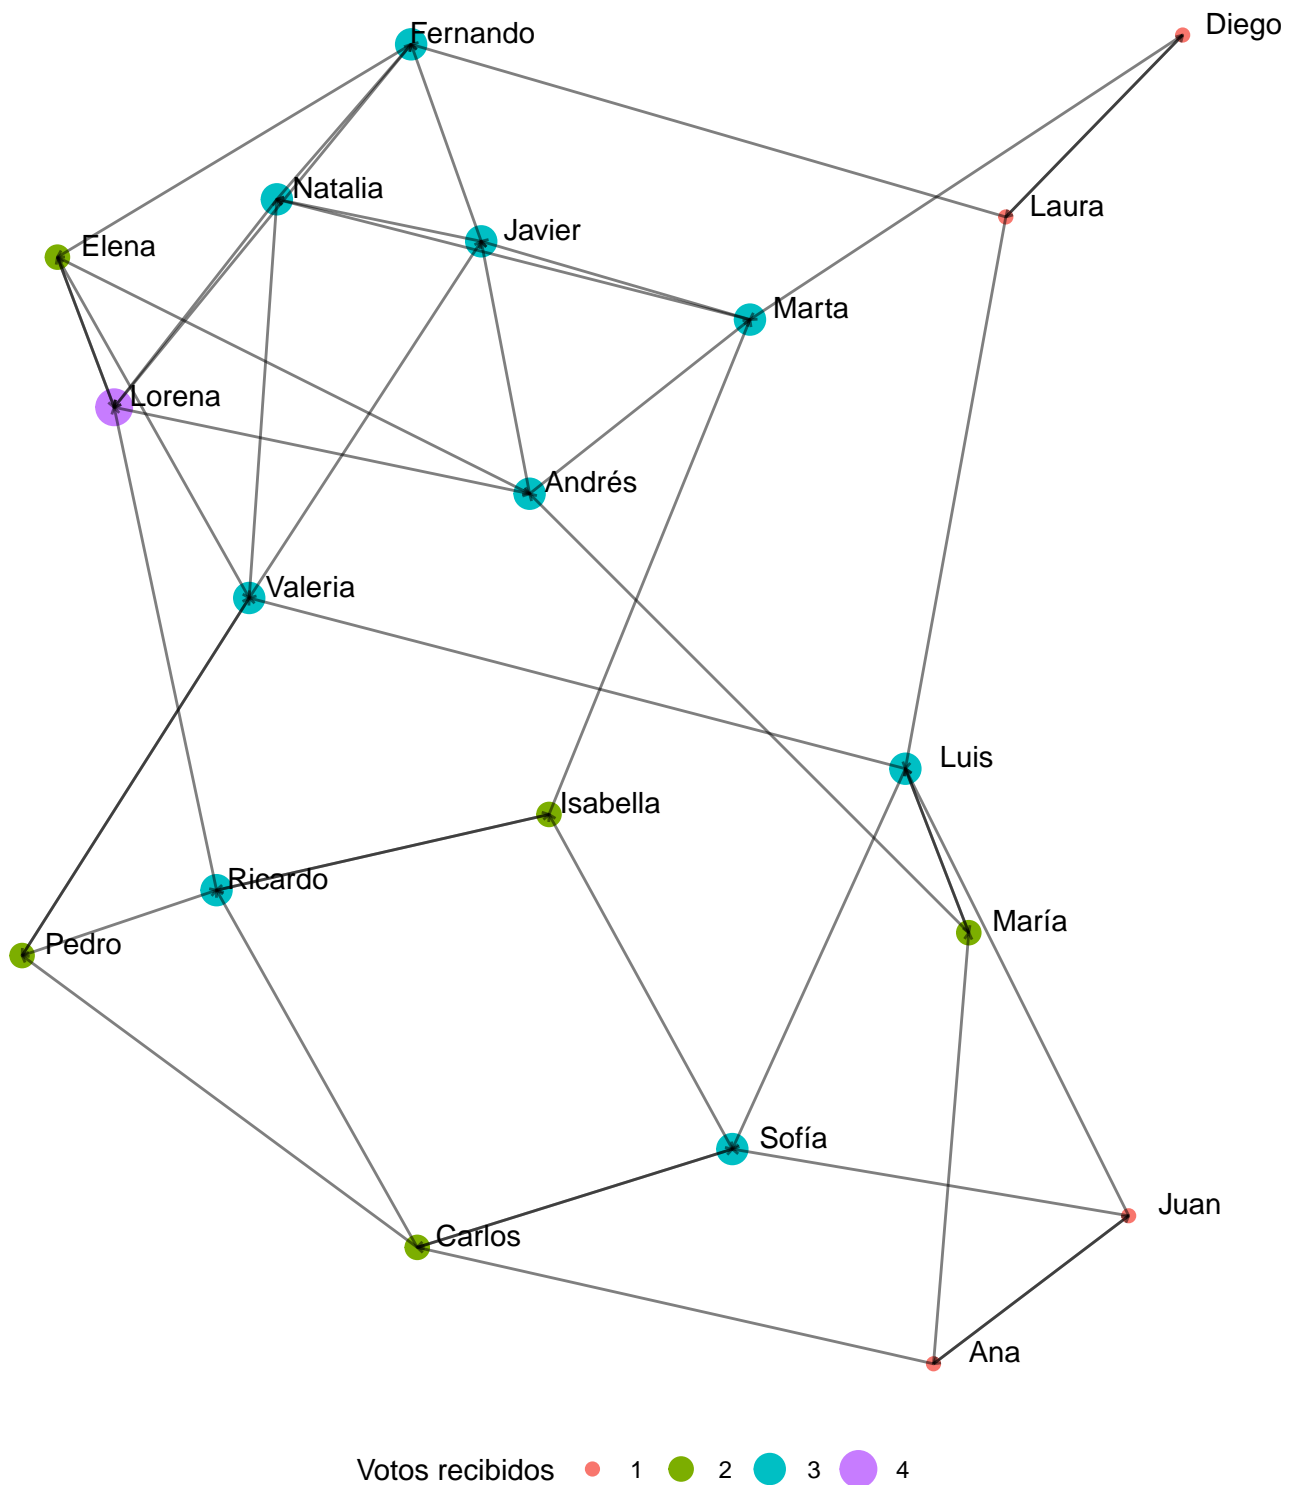 Diego
Fernando
Natalia
Laura
Javier
Elena
Marta
Lorena
Andrés
Valeria
Luis
Isabella
Ricardo
María
Pedro
Sofía
Juan
Carlos
Ana
Votos recibidos 1 2 3 4